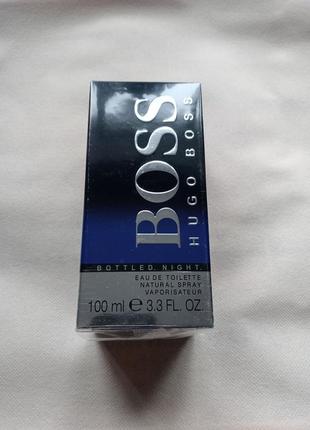 BOSS
HUGO BOSS
BOTTLED. NIGHT.
EAU DE TOILETTE
NATURAL SPRAY
VAPORISATEUR
100 ml ℮ 3.3 FL. OZ.